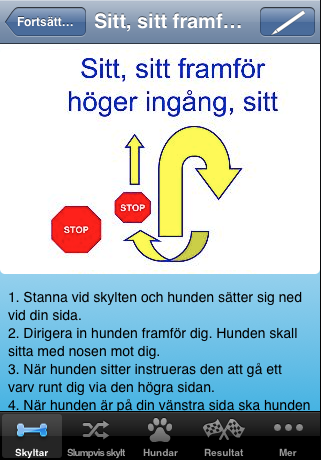 Fortsätt...
Sitt, sitt framf...
Sitt, sitt framför
höger ingång, sitt
STOP
STOP
1. Stanna vid skylten och hunden sätter sig ned
vid din sida.
2. Dirigera in hunden framför dig. Hunden skall
sitta med nosen mot dig.
3. När hunden sitter instrueras den att gå ett
varv runt dig via den högra sidan.
4. När hunden är på din vänstra sida ska hunden
Skyltar
Slumpvis skylt
Hundar
Resultat
Mer